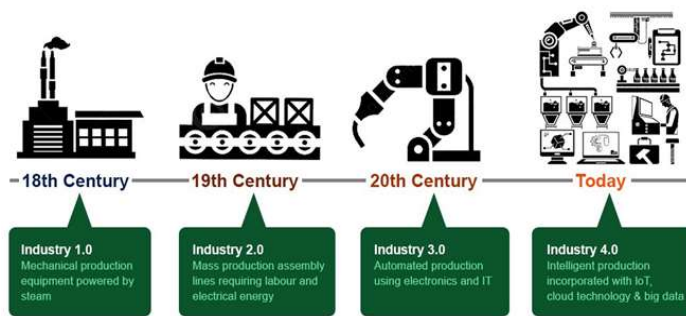 18th Century
19th Century
20th Century
Today
Industry 1.0
Mechanical production
equipment powered by
steam
Industry 2.0
Mass production assembly
lines requiring labour and
electrical energy
Industry 3.0
Automated production
using electronics and IT
Industry 4.0
Intelligent production
incorporated with IoT,
cloud technology & big data